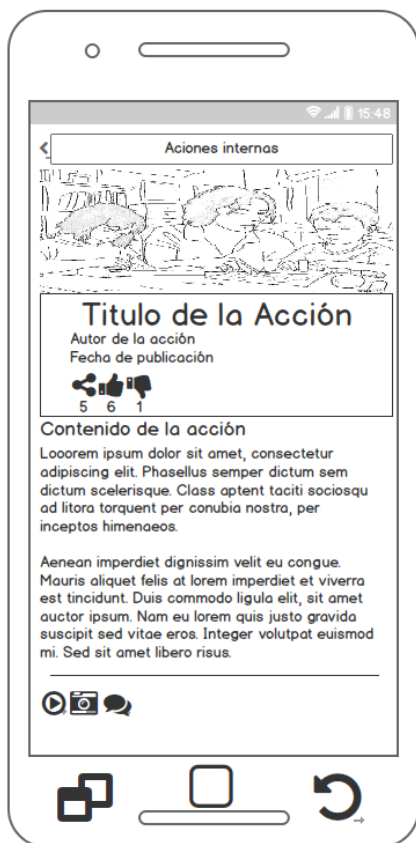 15:48
Aciones internas
Titulo de la Acción
Autor de la acción
Fecha de publicación
5 6 1
Contenido de la acción
Looorem ipsum dolor sit amet, consectetur
adipiscing elit. Phasellus semper dictum sem
dictum scelerisque. Class aptent taciti sociosqu
ad litora torquent per conubia nostra, per
inceptos himenaeos.
Aenean imperdiet dignissim velit eu congue.
Mauris aliquet felis at lorem imperdiet et viverra
est tincidunt. Duis commodo ligula elit, sit amet
auctor ipsum. Nam eu lorem quis justo gravida
suscipit sed vitae eros. Integer volutpat euismod
mi. Sed sit amet libero risus.